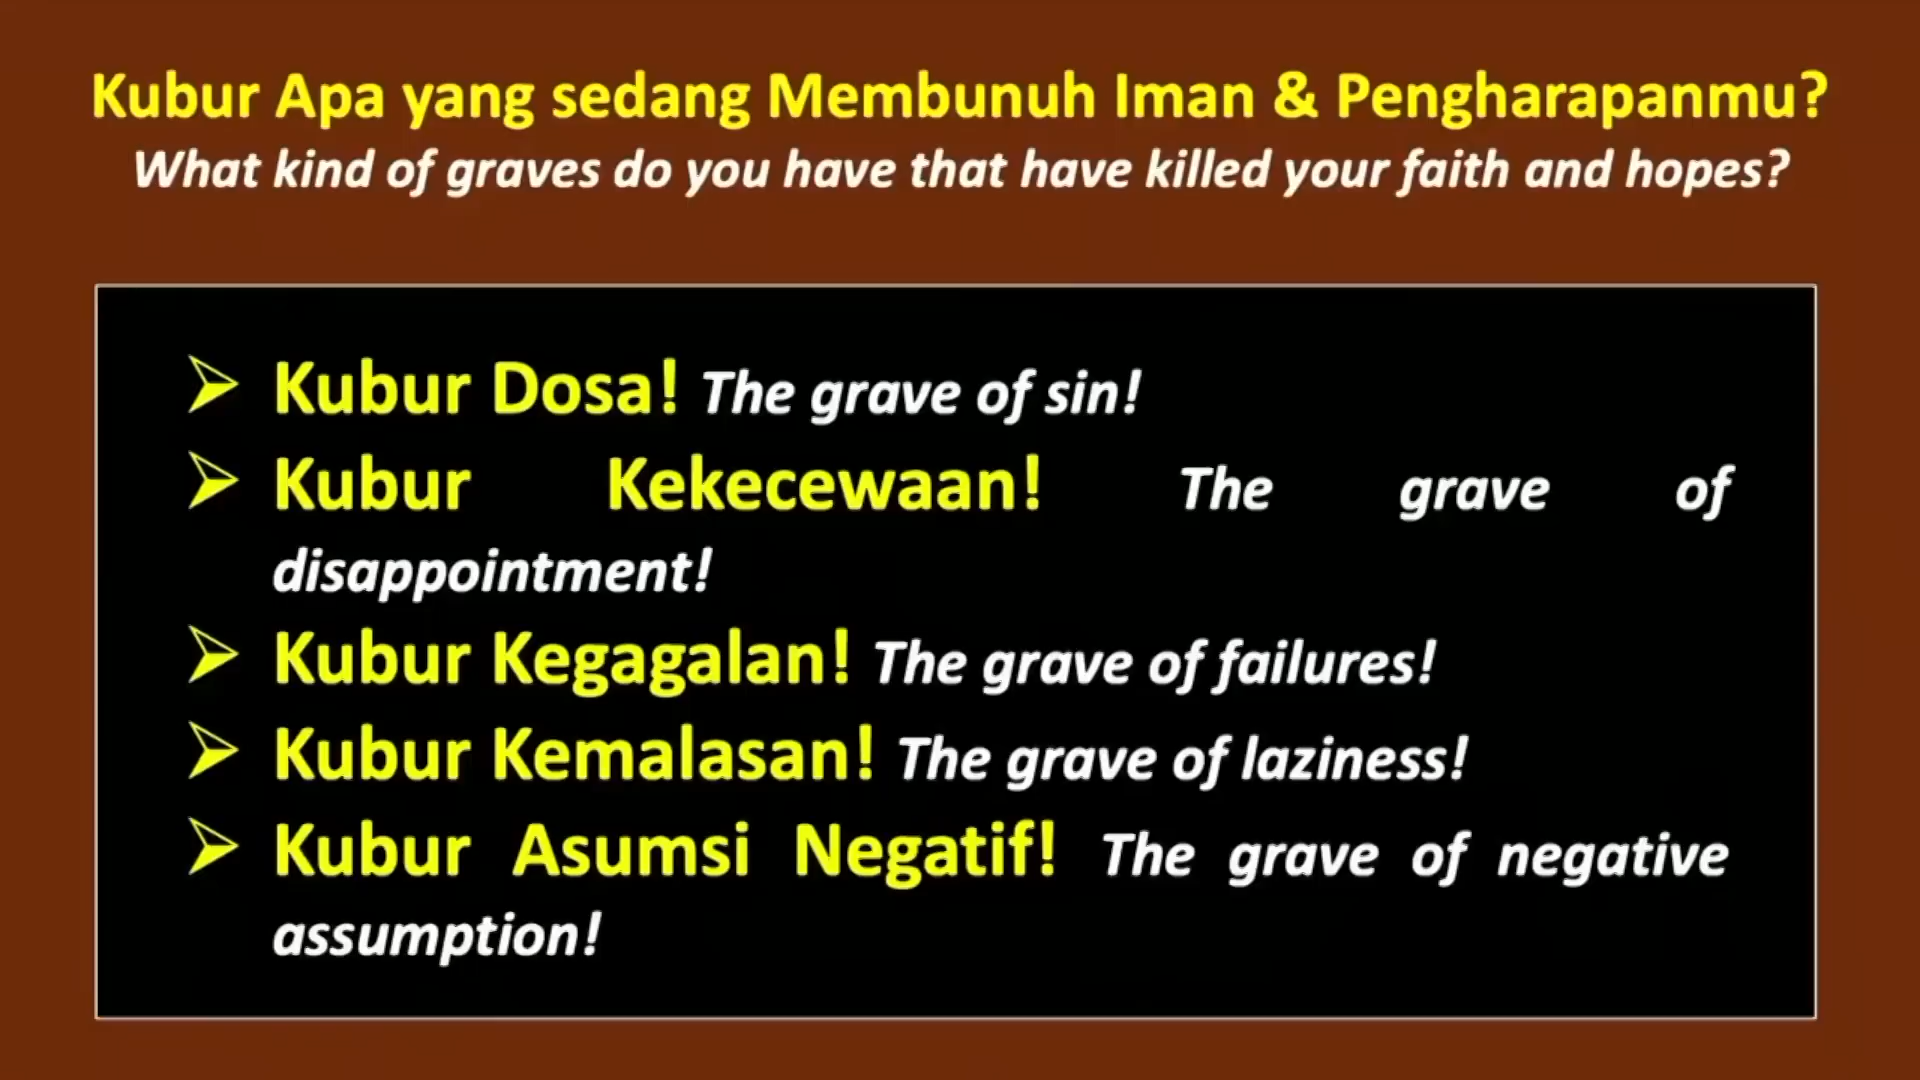 Kubur Apa yang sedang Membunuh Iman & Pengharapanmu?
What kind of graves do you have that have killed your faith and hopes?
➢ Kubur Dosa! The grave of sin!
➢ Kubur Kekecewaan! The grave of
disappointment!
➢ Kubur Kegagalan! The grave of failures!
➢ Kubur Kemalasan! The grave of laziness!
➢ Kubur Asumsi Negatif! The grave of negative
assumption!